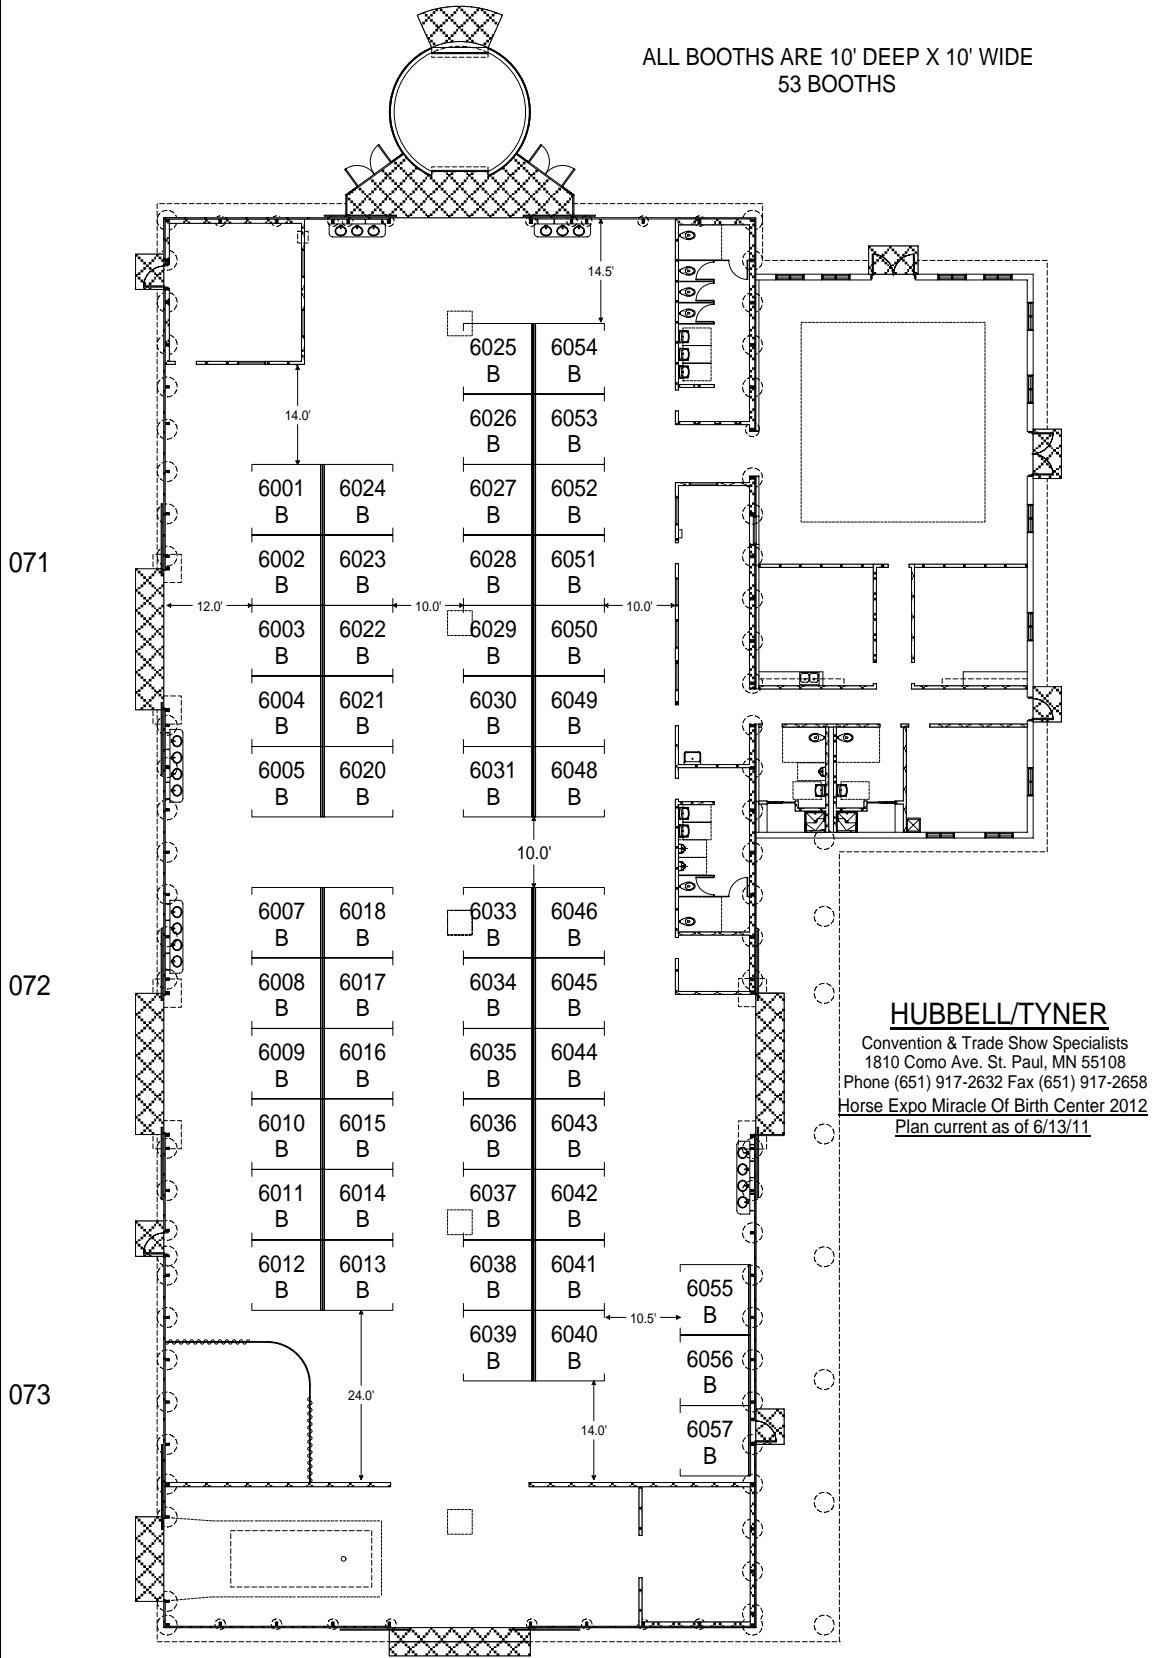 ALL BOOTHS ARE 10' DEEP X 10' WIDE
53 BOOTHS
14.5'
6025 6054
B B
14.0'
6026 6053
B B
6001 6024 6027 6052
B B B B
071
6002 6023 6028 6051
B B B B
12.0' 10.0' 10.0'
6003 6022 6029 6050
B B B B
6004 6021 6030 6049
B B B B
6005 6020 6031 6048
B B B B
10.0'
6007 6018 6033 6046
B B B B
072
6008 6017 6034 6045
B B B B
HUBBELL/TYNER
Convention & Trade Show Specialists
1810 Como Ave. St. Paul, MN 55108
Phone (651) 917-2632 Fax (651) 917-2658
Horse Expo Miracle Of Birth Center 2012
Plan current as of 6/13/11
6009 6016 6035 6044
B B B B
6010 6015 6036 6043
B B B B
6011 6014 6037 6042
B B B B
6012 6013 6038 6041
B B B B
6055
B
10.5'
6039 6040
B B
6056
B
073
24.0'
14.0'
6057
B